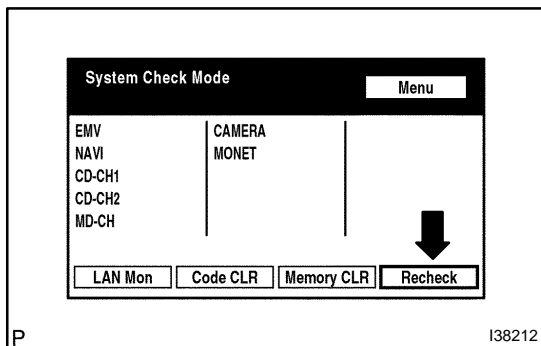 System Check Mode
Menu
EMV
NAVI
CD-CH1
CD-CH2
MD-CH
CAMERA
MONET
LAN Mon
Code CLR
Memory CLR
Recheck
P
I38212